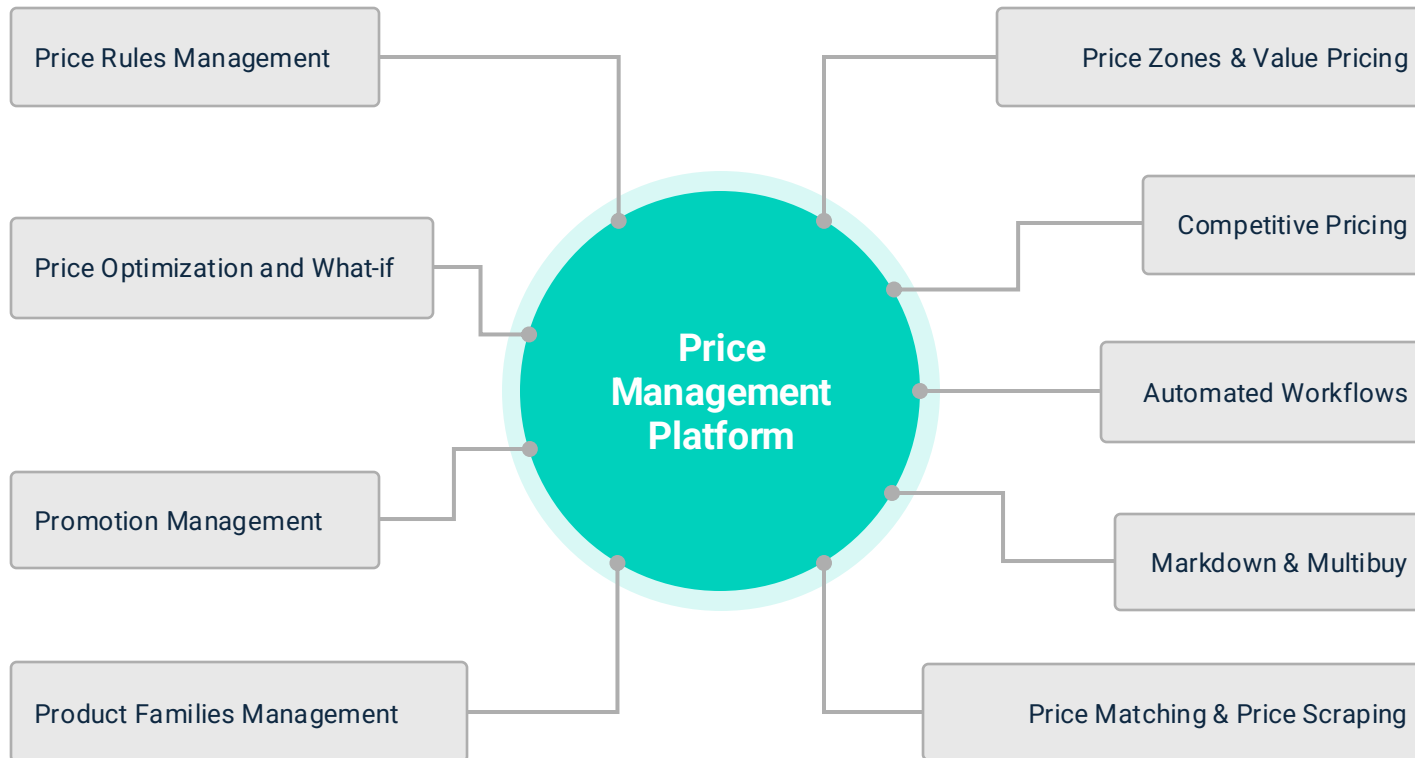 Price Rules Management
Price Zones & Value Pricing
Competitive Pricing
Price Optimization and What-if
Price
Management
Platform
Automated Workflows
Promotion Management
Markdown & Multibuy
Product Families Management
Price Matching & Price Scraping